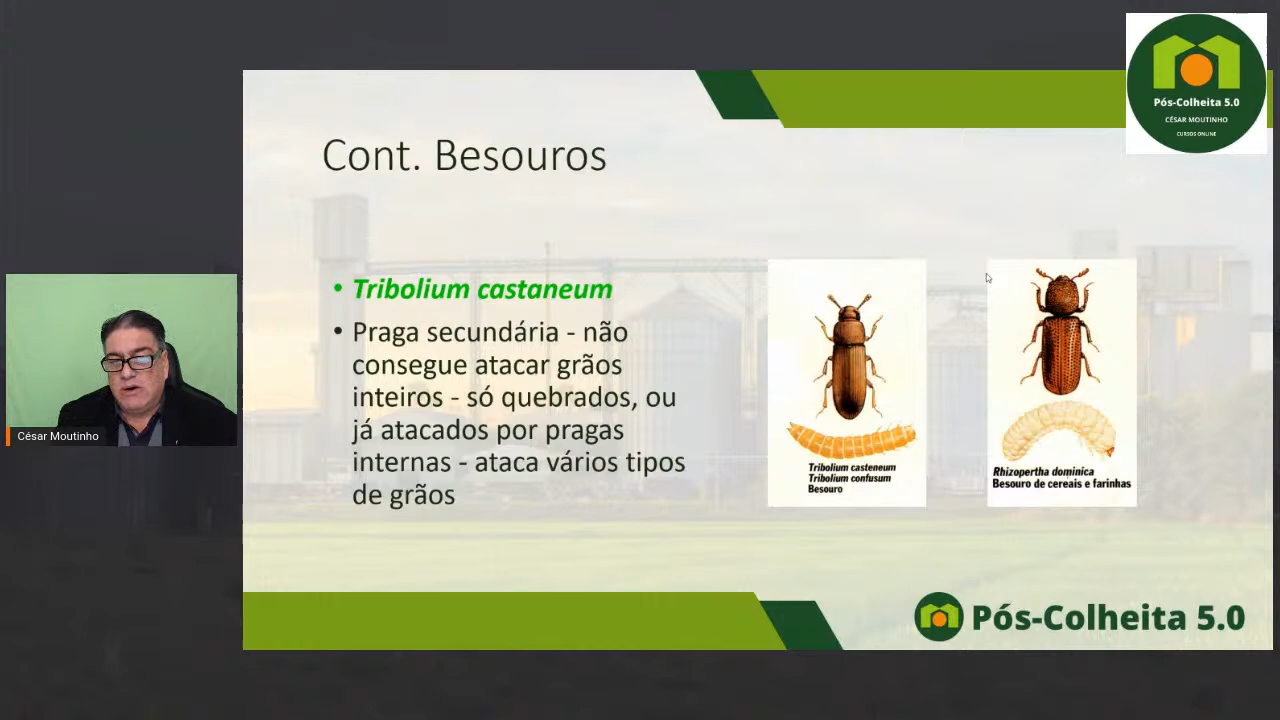 Pós-Colheita 5.0
CÉSAR MOUTINHO
CURSOS ONLINE
Cont. Besouros
• Tribolium castaneum
• Praga secundária - não
consegue atacar grãos
inteiros - só quebrados, ou
já atacados por pragas
internas - ataca vários tipos
de grãos
Tribolium casteneum
Tribolium confusum
Besouro
Rhizopertha dominica
Besouro de cereais e farinhas
César Moutinho
Pós-Colheita 5.0